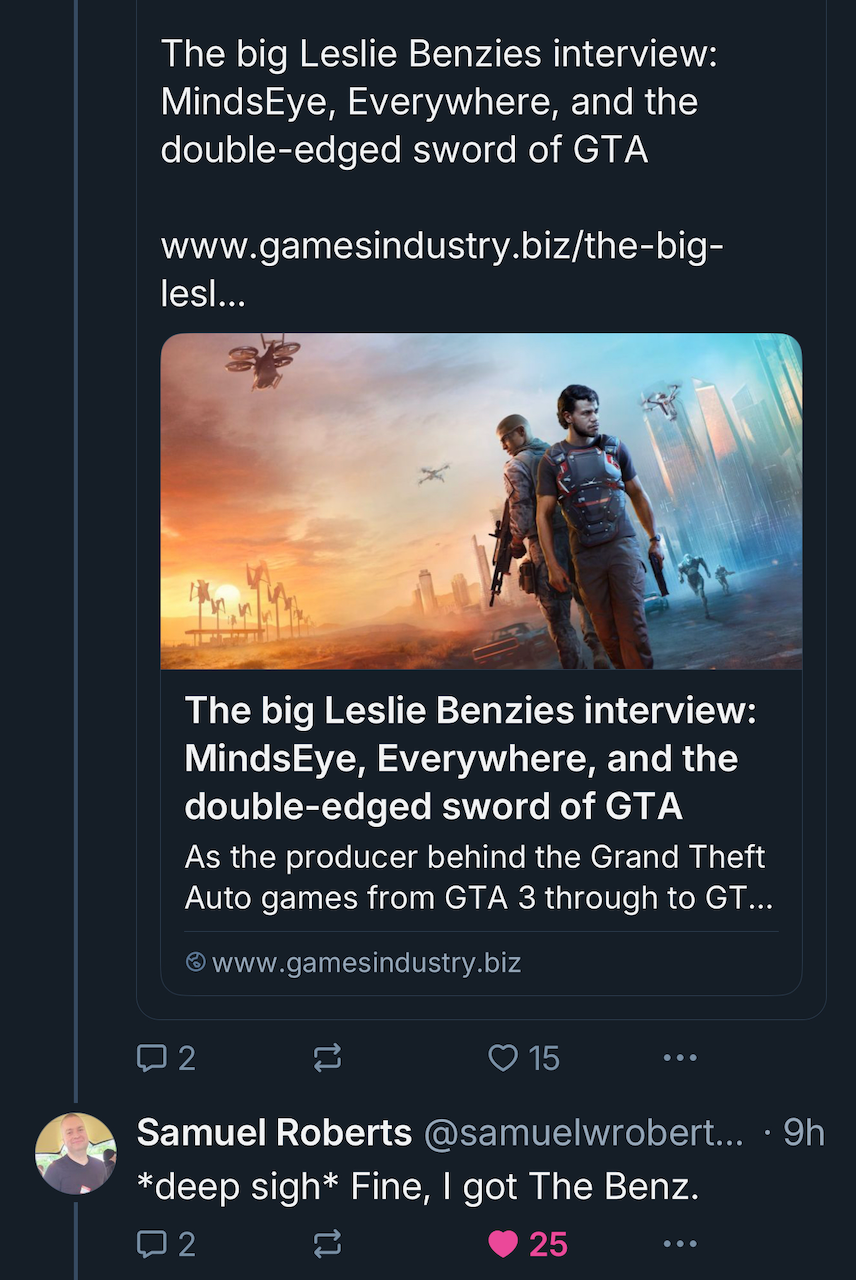 The big Leslie Benzies interview:
MindsEye, Everywhere, and the
double-edged sword of GTA
www.gamesindustry.biz/the-big-
lesl...
The big Leslie Benzies interview:
MindsEye, Everywhere, and the
double-edged sword of GTA
As the producer behind the Grand Theft
Auto games from GTA 3 through to GT...
www.gamesindustry.biz
2
15
Samuel Roberts @samuelwrobert... · 9h
*deep sigh* Fine, I got The Benz.
2
25